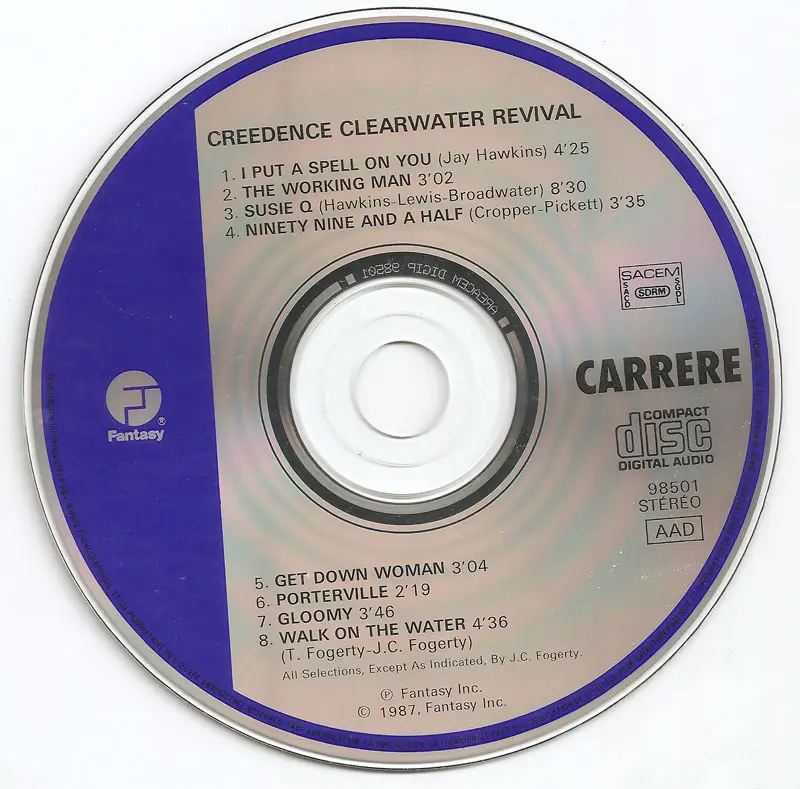 CREEDENCE CLEARWATER REVIVAL
1. I PUT A SPELL ON YOU (Jay Hawkins) 4'25
2. THE WORKING MAN 3'02
3. SUSIE Q (Hawkins-Lewis-Broadwater) 8'30
4. NINETY NINE AND A HALF (Cropper-Pickett) 3'35
AREACEM DIGIP 98501
SACEM
SACD
SDRM
SGDL
CARRERE
Fantasy®
COMPACT
disc
DIGITAL AUDIO
98501
STÉRÉO
AAD
5. GET DOWN WOMAN 3'04
6. PORTERVILLE 2'19
7. GLOOMY 3'46
8. WALK ON THE WATER 4'36
(T. Fogerty-J.C. Fogerty)
All Selections, Except As Indicated, By J.C. Fogerty.
℗ Fantasy Inc.
© 1987, Fantasy Inc.